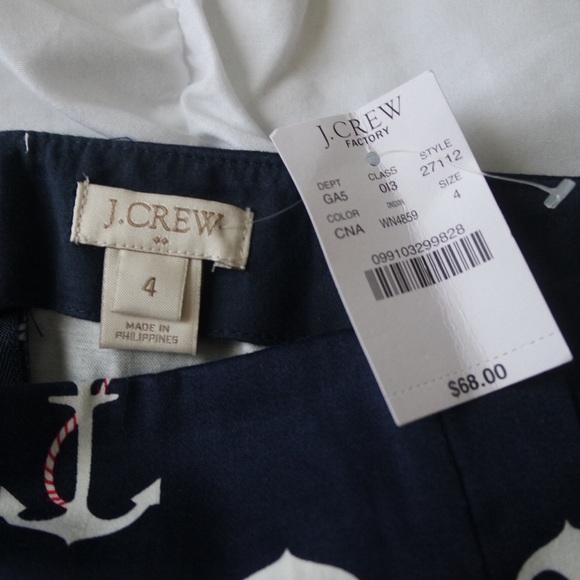 J.CREW
4
MADE IN
PHILIPPINES
J.CREW
FACTORY
DEPT CLASS STYLE
GA5 013 27112
COLOR INDEX SIZE
CNA WN4859 4
099103299828
$68.00